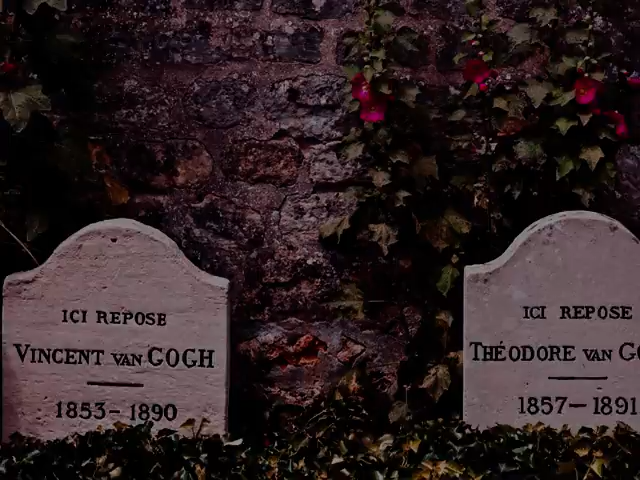 ICI REPOSE
VINCENT VAN GOGH
1853 – 1890
ICI REPOSE
THÉODORE VAN
1857 – 1891